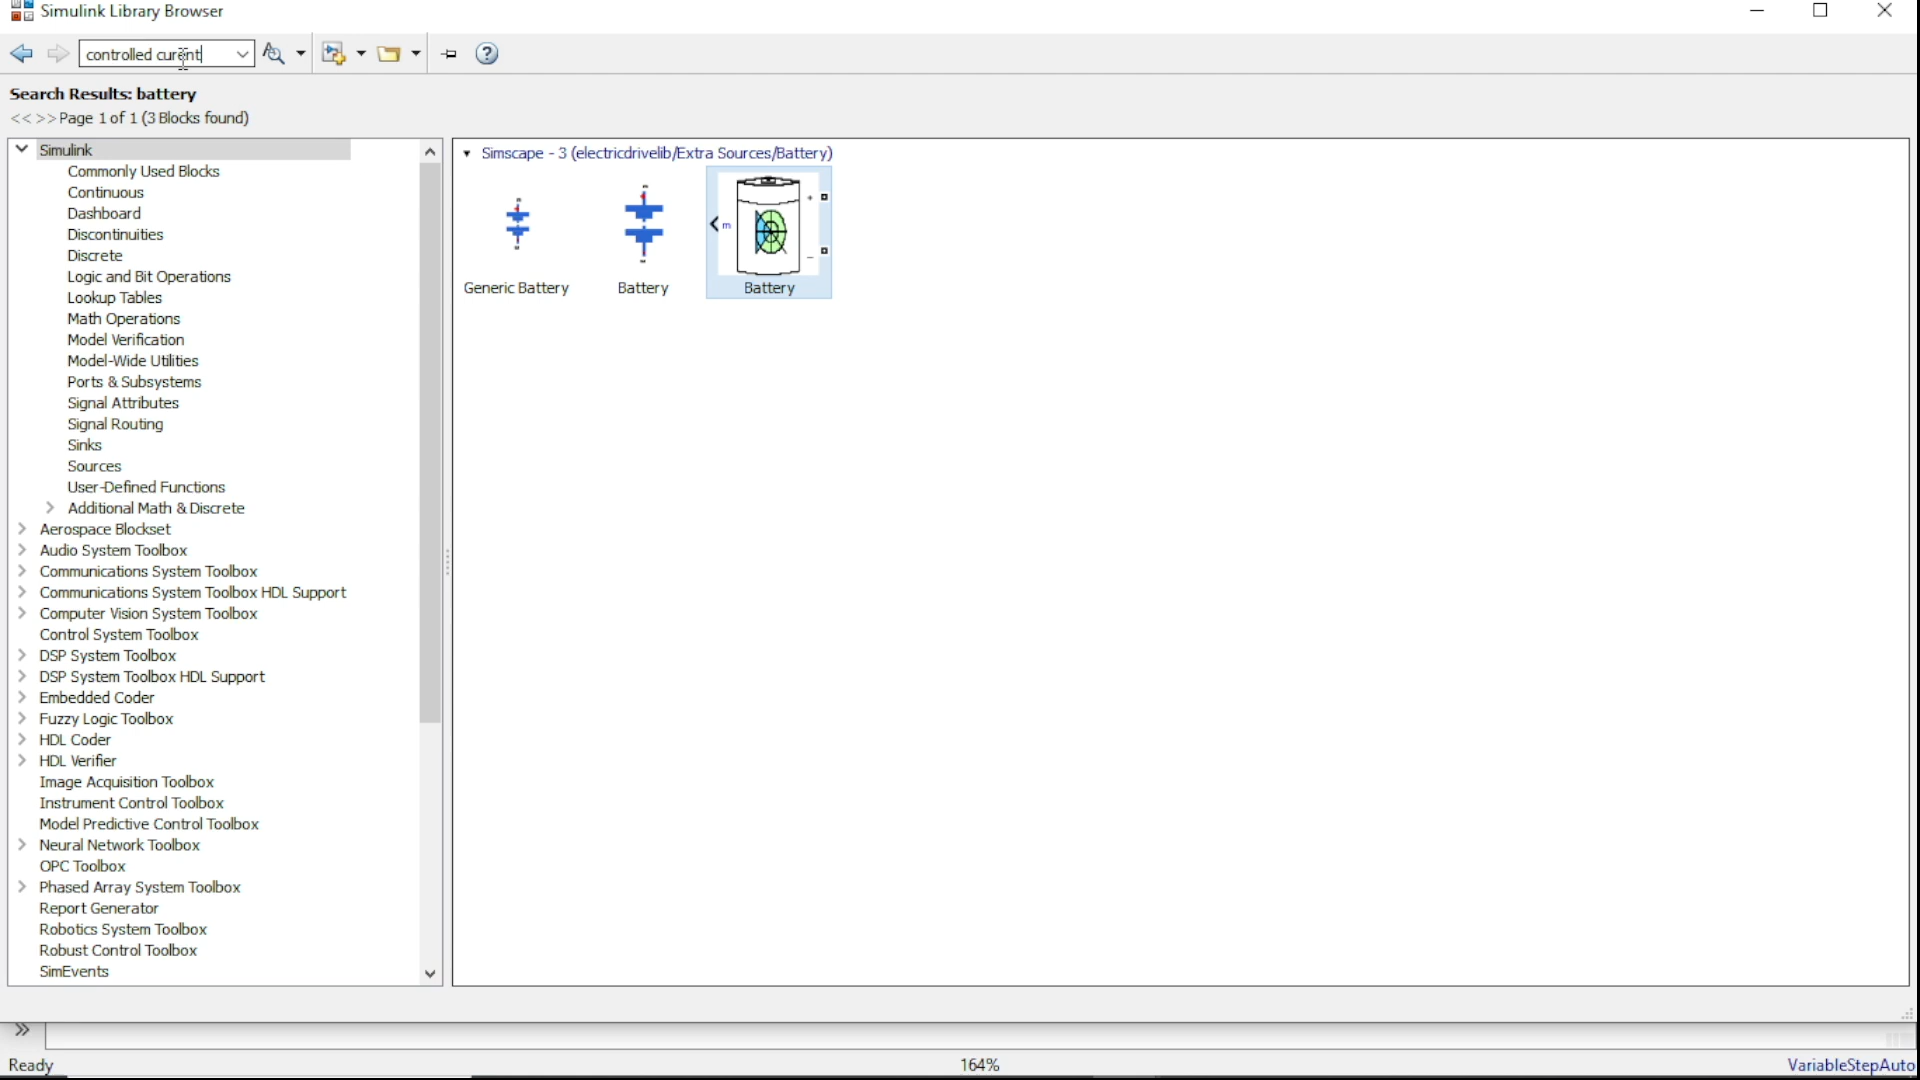 Simulink Library Browser
controlled curent
Search Results: battery
<< >> Page 1 of 1 (3 Blocks found)
Simulink
Commonly Used Blocks
Continuous
Dashboard
Discontinuities
Discrete
Logic and Bit Operations
Lookup Tables
Math Operations
Model Verification
Model-Wide Utilities
Ports & Subsystems
Signal Attributes
Signal Routing
Sinks
Sources
User-Defined Functions
Additional Math & Discrete
Aerospace Blockset
Audio System Toolbox
Communications System Toolbox
Communications System Toolbox HDL Support
Computer Vision System Toolbox
Control System Toolbox
DSP System Toolbox
DSP System Toolbox HDL Support
Embedded Coder
Fuzzy Logic Toolbox
HDL Coder
HDL Verifier
Image Acquisition Toolbox
Instrument Control Toolbox
Model Predictive Control Toolbox
Neural Network Toolbox
OPC Toolbox
Phased Array System Toolbox
Report Generator
Robotics System Toolbox
Robust Control Toolbox
SimEvents
Simscape - 3 (electricdrivelib/Extra Sources/Battery)
m
+
–
Generic Battery
Battery
Battery
Ready
164%
VariableStepAuto